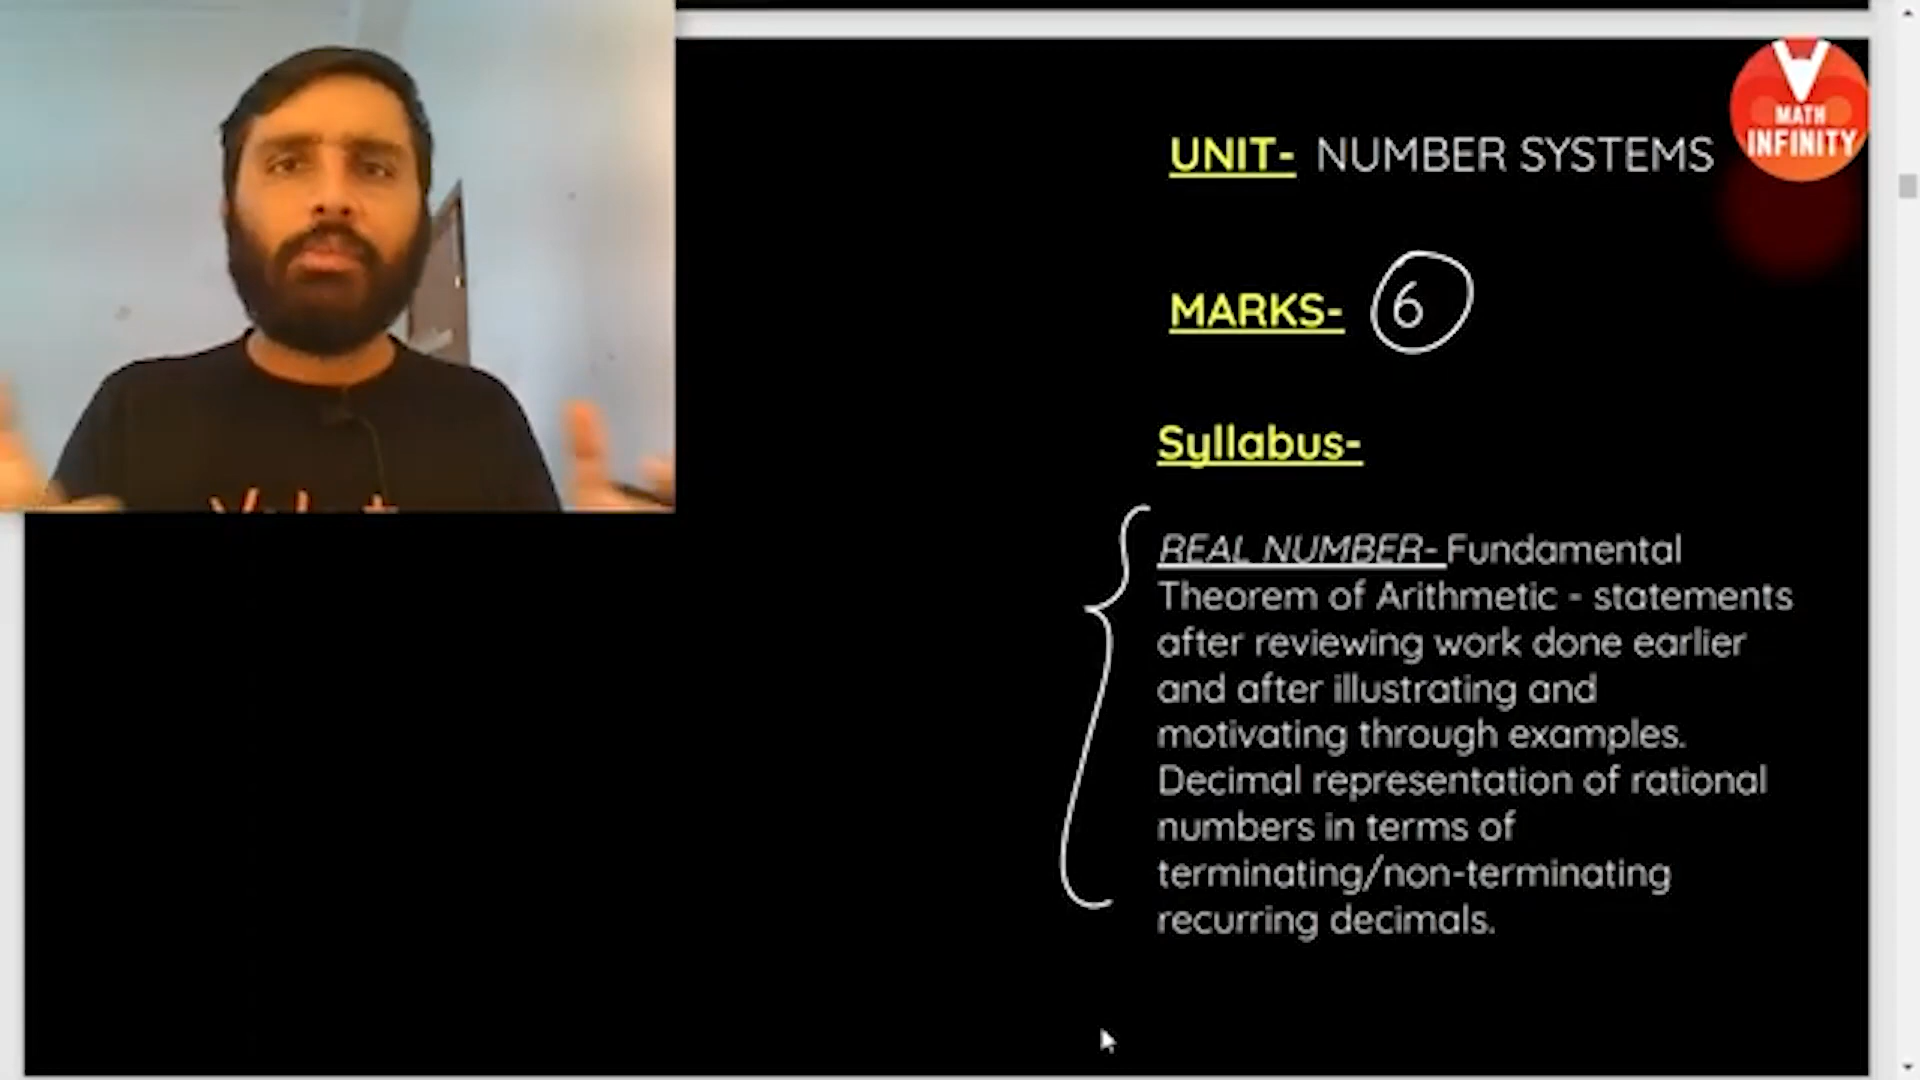 MATH
INFINITY
UNIT- NUMBER SYSTEMS
MARKS- 6
Syllabus-
REAL NUMBER- Fundamental
Theorem of Arithmetic - statements
after reviewing work done earlier
and after illustrating and
motivating through examples.
Decimal representation of rational
numbers in terms of
terminating/non-terminating
recurring decimals.